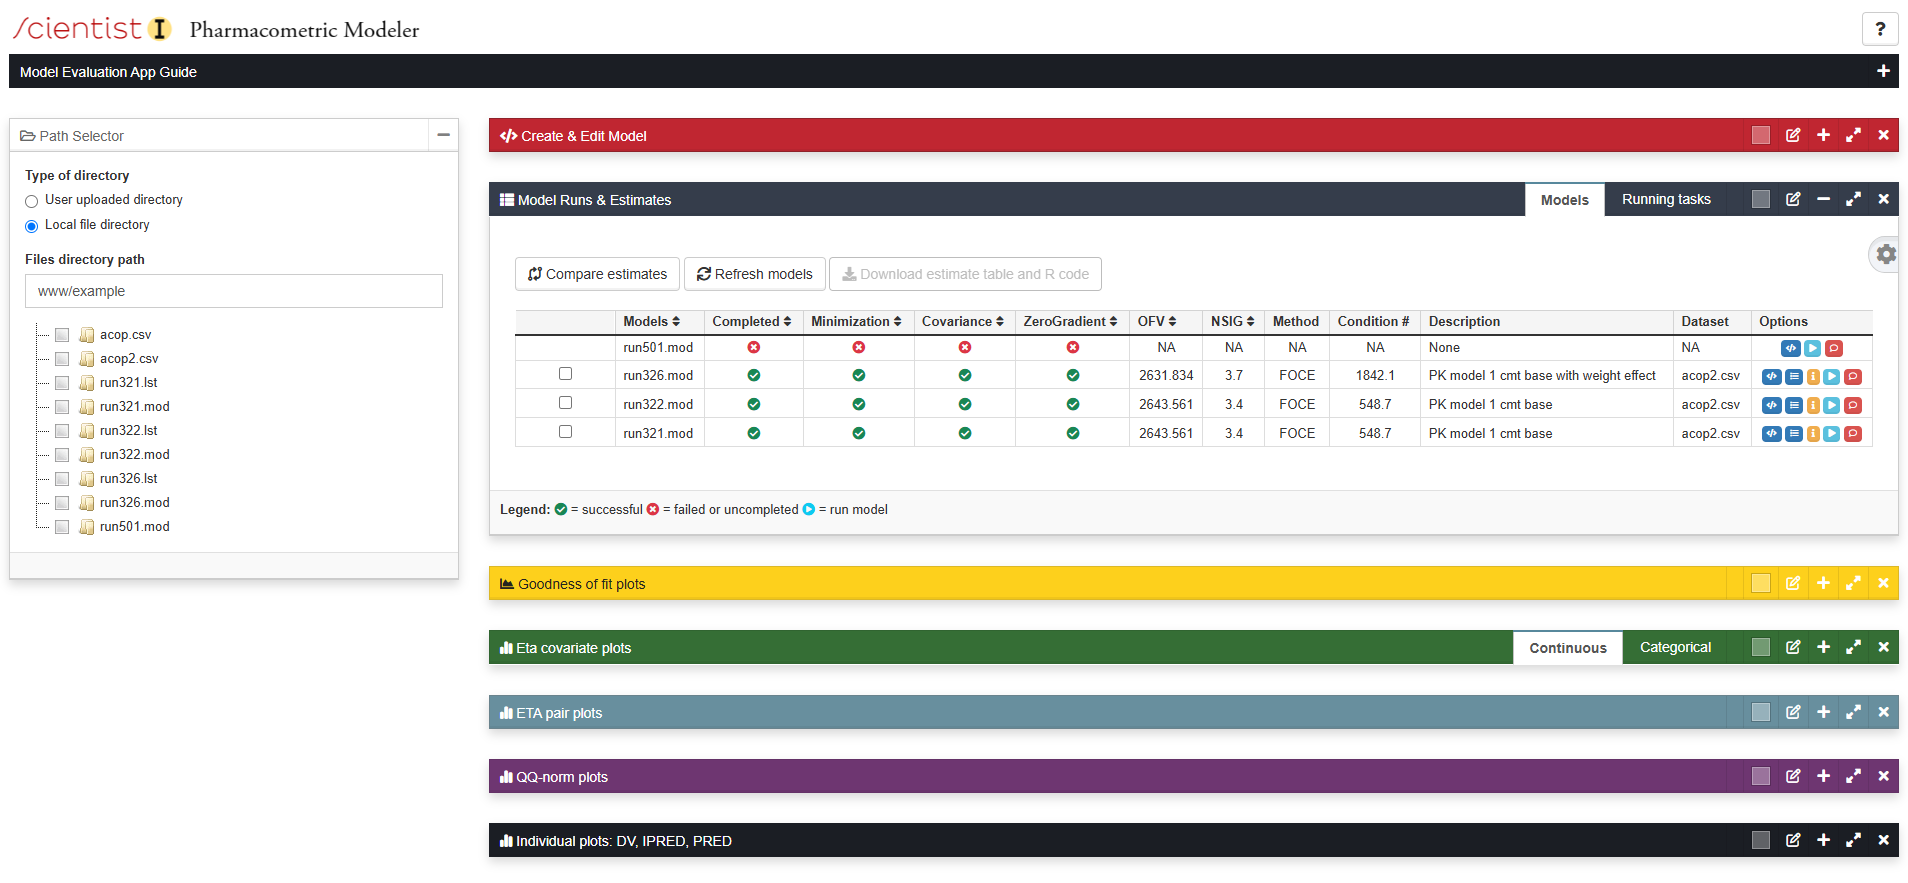 Scientist I Pharmacometric Modeler
?
Model Evaluation App Guide
Path Selector
Type of directory
User uploaded directory
Local file directory
Files directory path
www/example
acop.csv
acop2.csv
run321.lst
run321.mod
run322.lst
run322.mod
run326.lst
run326.mod
run501.mod
Create & Edit Model
Model Runs & Estimates Models Running tasks
Compare estimates Refresh models Download estimate table and R code
Models Completed Minimization Covariance ZeroGradient OFV NSIG Method Condition # Description Dataset Options
run501.mod NA NA NA NA None NA
run326.mod 2631.834 3.7 FOCE 1842.1 PK model 1 cmt base with weight effect acop2.csv
run322.mod 2643.561 3.4 FOCE 548.7 PK model 1 cmt base acop2.csv
run321.mod 2643.561 3.4 FOCE 548.7 PK model 1 cmt base acop2.csv
Legend: = successful = failed or uncompleted = run model
Goodness of fit plots
Eta covariate plots Continuous Categorical
ETA pair plots
QQ-norm plots
Individual plots: DV, IPRED, PRED